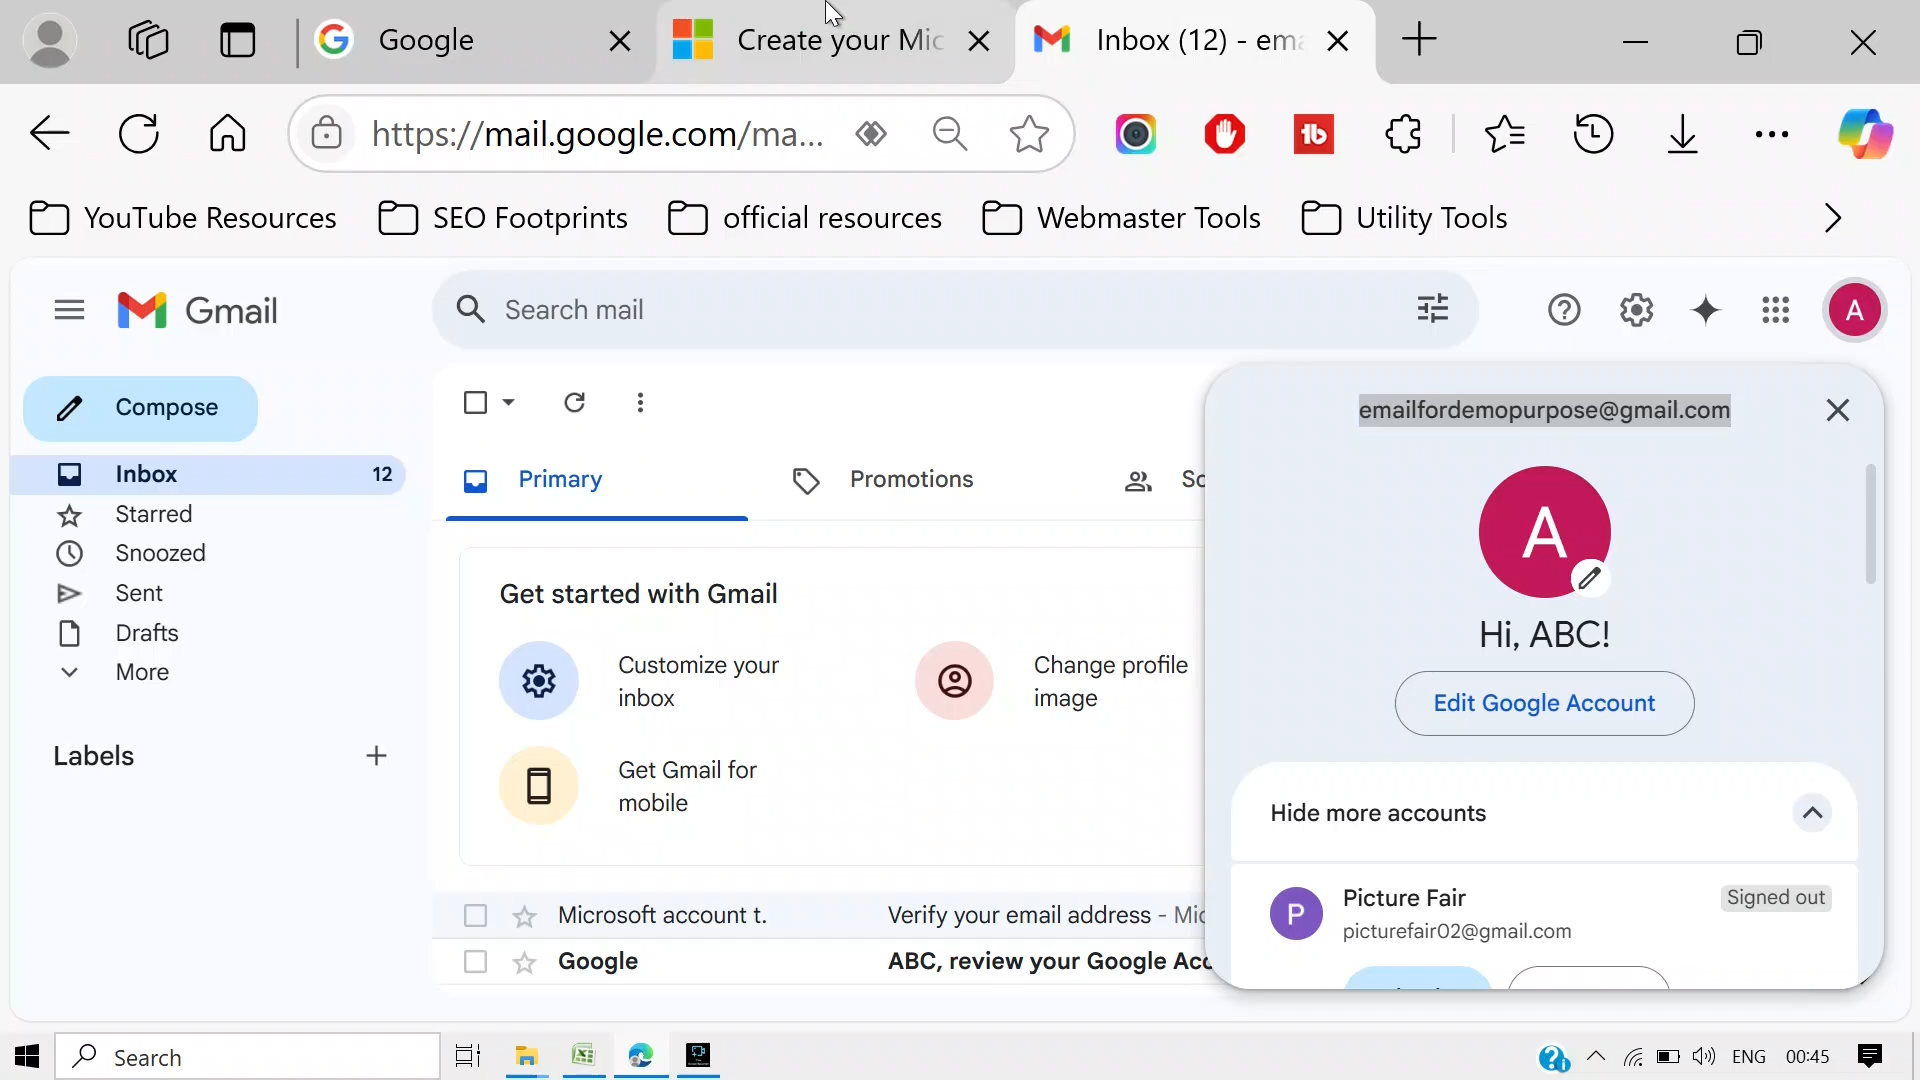 Google
Create your Mic
Inbox (12) - ema
https://mail.google.com/ma...
YouTube Resources
SEO Footprints
official resources
Webmaster Tools
Utility Tools
Gmail
Search mail
A
Compose
Inbox 12
Starred
Snoozed
Sent
Drafts
More
Labels
Primary
Promotions
So
Get started with Gmail
Customize your
inbox
Change profile
image
Get Gmail for
mobile
Microsoft account t. Verify your email address - Mic
Google ABC, review your Google Acc
emailfordemopurpose@gmail.com
A
Hi, ABC!
Edit Google Account
Hide more accounts
P
Picture Fair
Signed out
picturefair02@gmail.com
Search
ENG
00:45